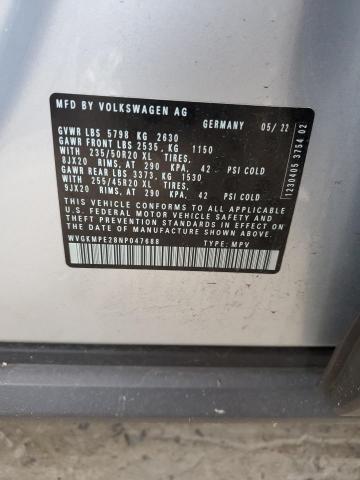 MFD BY VOLKSWAGEN AG
GERMANY 05/ 22
GVWR LBS 5798 KG 2630
GAWR FRONT LBS 2535, KG 1150
WITH 235/50R20 XL TIRES.
8JX20 RIMS, AT 290 KPA, 42 PSI COLD
GAWR REAR LBS 3373, KG 1530
WITH 255/45R20 XL TIRES.
9JX20 RIMS, AT 290 KPA, 42 PSI COLD
THIS VEHICLE CONFORMS TO ALL APPLICABLE
U.S. FEDERAL MOTOR VEHICLE SAFETY AND
THEFT PREVENTION STANDARDS IN EFFECT
ON THE DATE OF MANUFACTURE SHOWN ABOVE.
WVGKMPE28NP047688 TYPE: MPV
1230405 3754 02